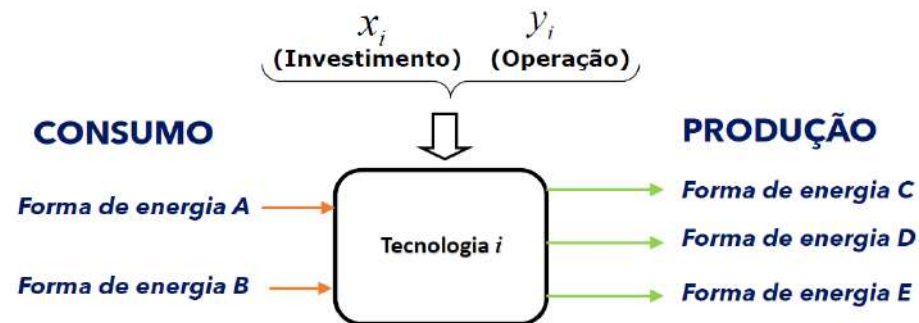 x_i y_i
(Investimento) (Operação)
CONSUMO
PRODUÇÃO
Forma de energia A
Forma de energia B
Tecnologia i
Forma de energia C
Forma de energia D
Forma de energia E